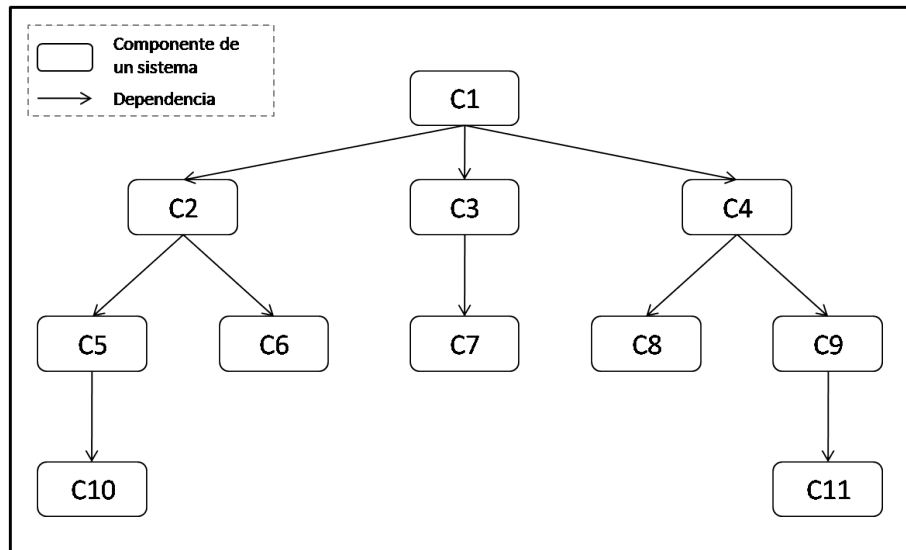 Componente de
un sistema
Dependencia
C1
C2
C3
C4
C5
C6
C7
C8
C9
C10
C11